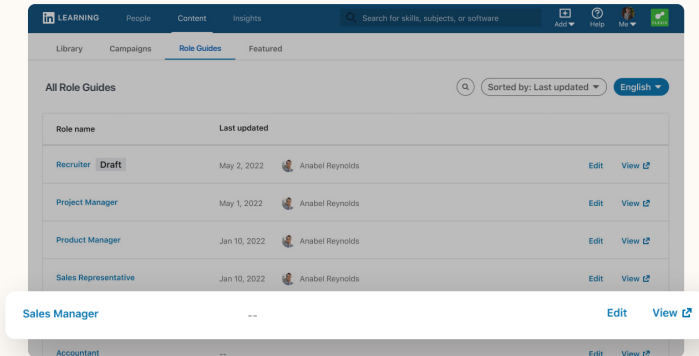 in LEARNING People Content Insights Search for skills, subjects, or software Add Help Me
Library Campaigns Role Guides Featured
All Role Guides Sorted by: Last updated English
Role name Last updated
Recruiter Draft May 2, 2022 Anabel Reynolds Edit View
Project Manager May 1, 2022 Anabel Reynolds Edit View
Product Manager Jan 10, 2022 Anabel Reynolds Edit View
Sales Representative Jan 10, 2022 Anabel Reynolds Edit View
Sales Manager -- Edit View
Accountant -- Edit View